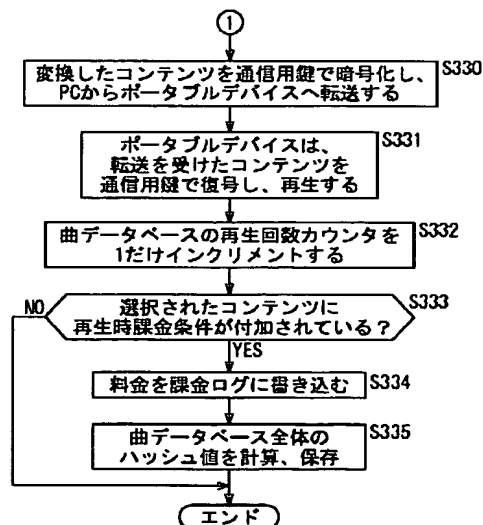 1
変換したコンテンツを通信用鍵で暗号化し、
PCからポータブルデバイスへ転送する
S330
ポータブルデバイスは、
転送を受けたコンテンツを
通信用鍵で復号し、再生する
S331
曲データベースの再生回数カウンタを
1だけインクリメントする
S332
選択されたコンテンツに
再生時課金条件が付加されている?
S333
NO
YES
料金を課金ログに書き込む
S334
曲データベース全体の
ハッシュ値を計算、保存
S335
エンド